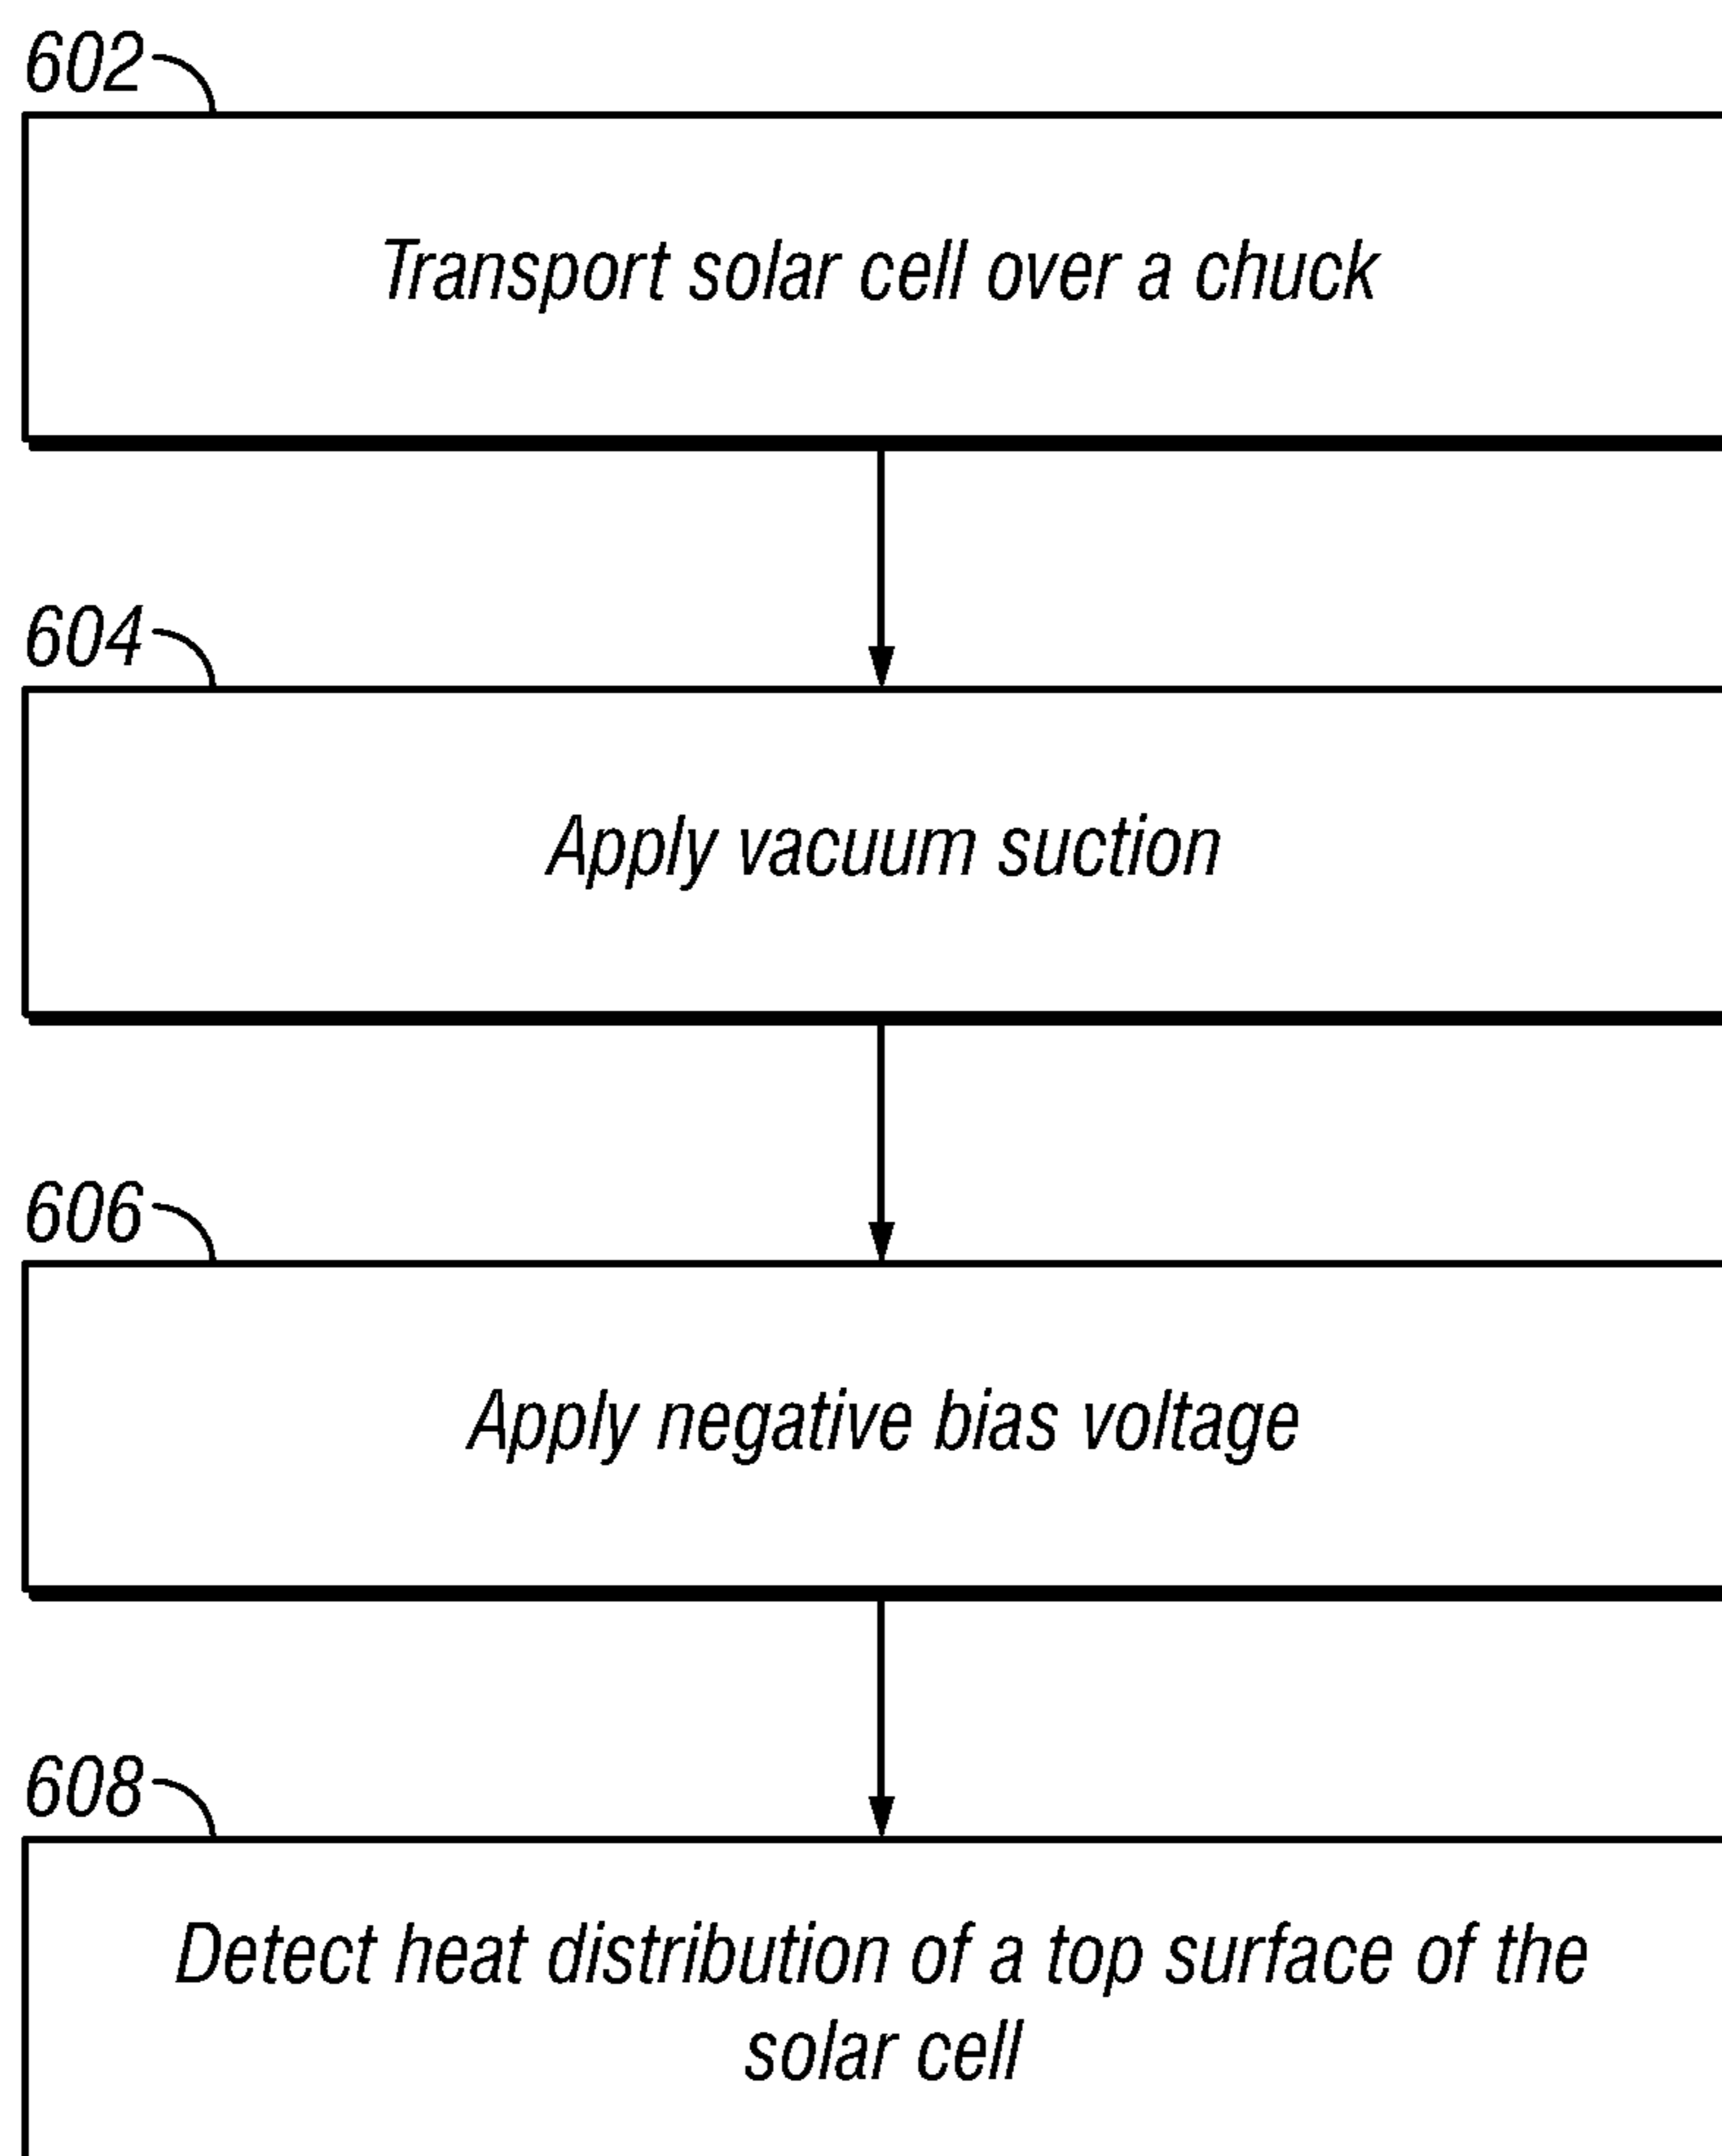 602
Transport solar cell over a chuck
604
Apply vacuum suction
606
Apply negative bias voltage
608
Detect heat distribution of a top surface of the
solar cell